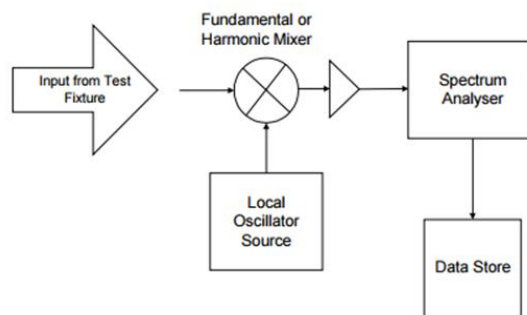 Fundamental or
Harmonic Mixer
Input from Test
Fixture
Spectrum
Analyser
Local
Oscillator
Source
Data Store